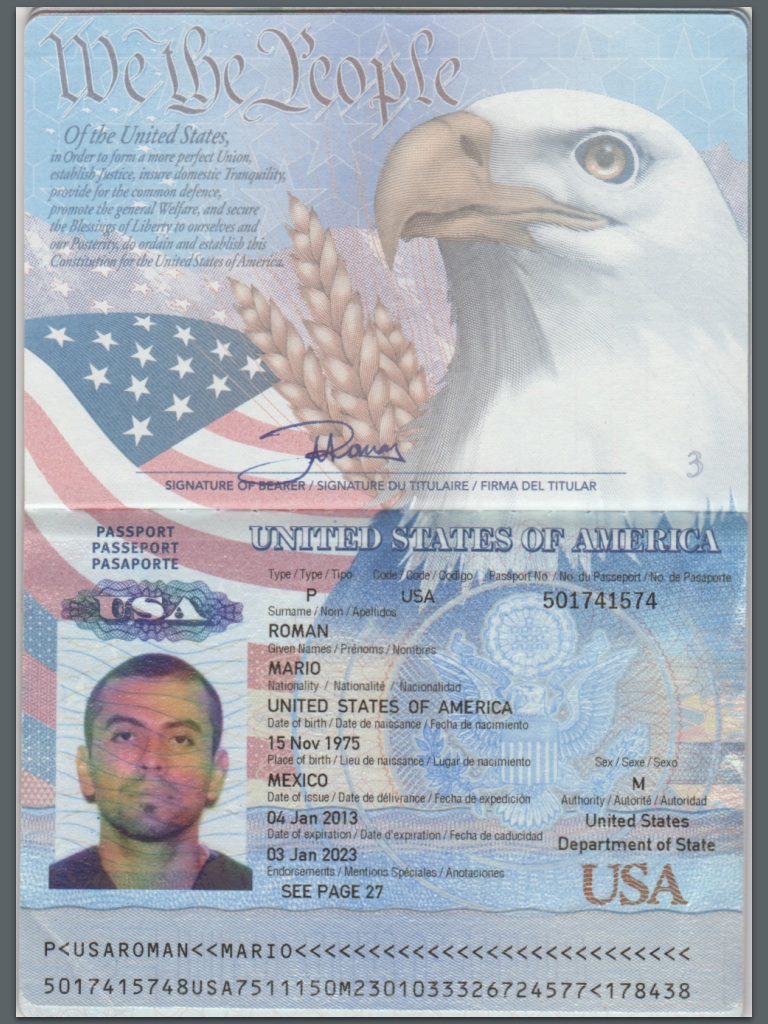 We the People
Of the United States,
in Order to form a more perfect Union,
establish Justice, insure domestic Tranquility,
provide for the common defence,
promote the general Welfare, and secure
the Blessings of Liberty to ourselves and
our Posterity, do ordain and establish this
Constitution for the United States of America.
SIGNATURE OF BEARER / SIGNATURE DU TITULAIRE / FIRMA DEL TITULAR
3
PASSPORT
PASSEPORT
PASAPORTE
UNITED STATES OF AMERICA
USA
Type / Type / Tipo Code / Code / Codigo Passport No. / No. du Passeport / No. de Pasaporte
P USA 501741574
Surname / Nom / Apellidos
ROMAN
Given Names / Prénoms / Nombres
MARIO
Nationality / Nationalité / Nacionalidad
UNITED STATES OF AMERICA
Date of birth / Date de naissance / Fecha de nacimiento
15 Nov 1975
Place of birth / Lieu de naissance / Lugar de nacimiento Sex / Sexe / Sexo
MEXICO M
Date of issue / Date de délivrance / Fecha de expedición Authority / Autorité / Autoridad
04 Jan 2013 United States
Date of expiration / Date d'expiration / Fecha de caducidad Department of State
03 Jan 2023
Endorsements / Mentions Spéciales / Anotaciones
SEE PAGE 27
USA
P<USAROMAN<<MARIO<<<<<<<<<<<<<<<<<<<<<<<<<<<
5017415748USA7511150M2301033326724577<178438